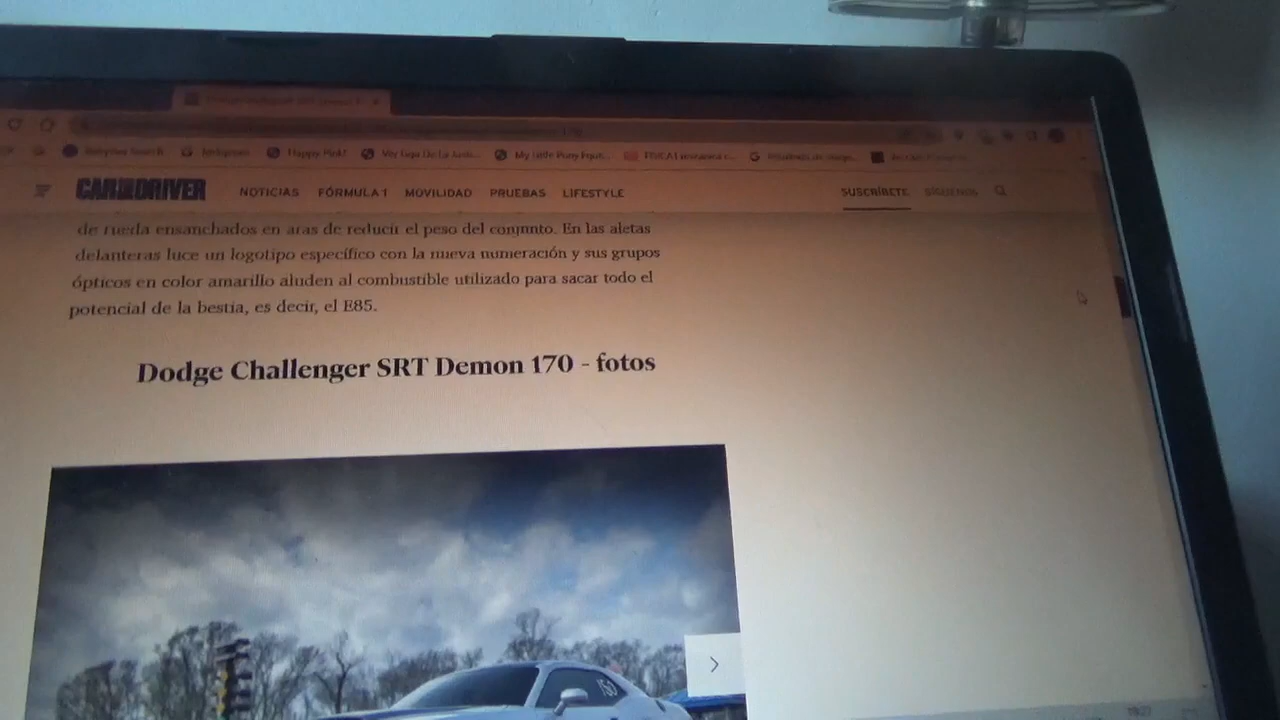 Happy Pink!
CAR AND DRIVER
NOTICIAS FÓRMULA 1 MOVILIDAD PRUEBAS LIFESTYLE SUSCRÍBETE SÍGUENOS
de rueda ensanchados en aras de reducir el peso del conjunto. En las aletas
delanteras luce un logotipo específico con la nueva numeración y sus grupos
ópticos en color amarillo aluden al combustible utilizado para sacar todo el
potencial de la bestia, es decir, el E85.
Dodge Challenger SRT Demon 170 - fotos